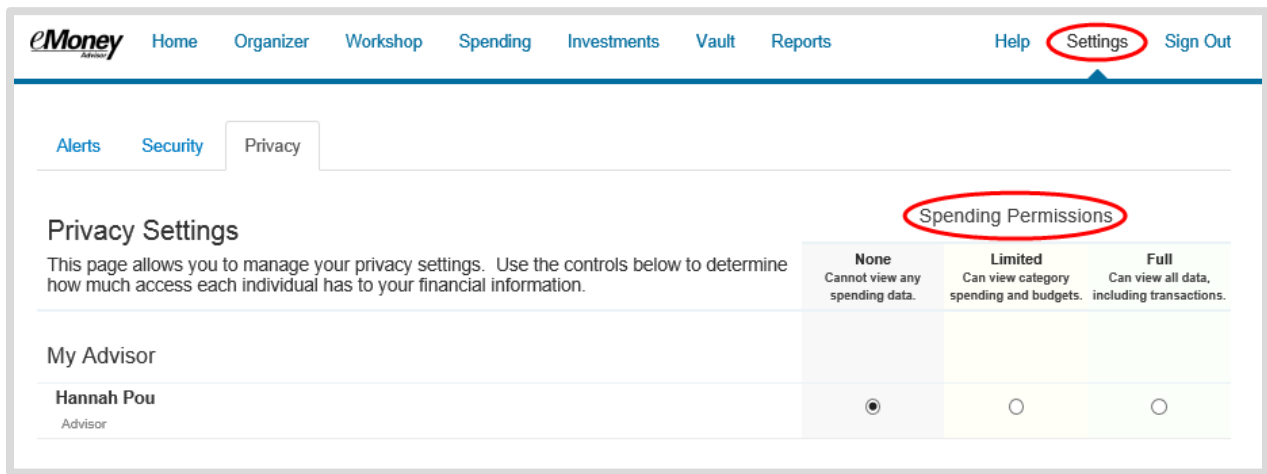 eMoney Advisor Home Organizer Workshop Spending Investments Vault Reports Help Settings Sign Out
Alerts Security Privacy
Spending Permissions
Privacy Settings
This page allows you to manage your privacy settings. Use the controls below to determine
how much access each individual has to your financial information.
None Limited Full
Cannot view any Can view category Can view all data,
spending data. spending and budgets. including transactions.
My Advisor
Hannah Pou
Advisor